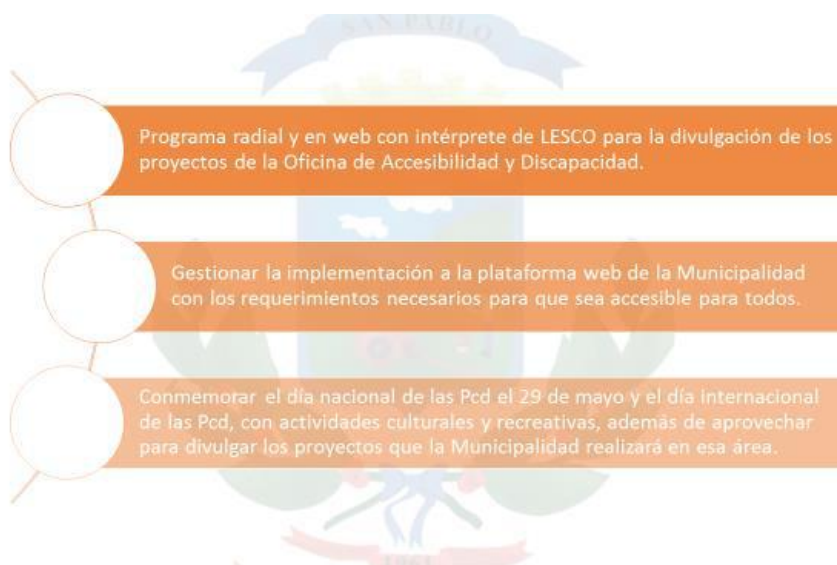 SAN PABLO
Programa radial y en web con intérprete de LESCO para la divulgación de los
proyectos de la Oficina de Accesibilidad y Discapacidad.
Gestionar la implementación a la plataforma web de la Municipalidad
con los requerimientos necesarios para que sea accesible para todos.
Conmemorar el día nacional de las Pcd el 29 de mayo y el día internacional
de las Pcd, con actividades culturales y recreativas, además de aprovechar
para divulgar los proyectos que la Municipalidad realizará en esa área.
1961